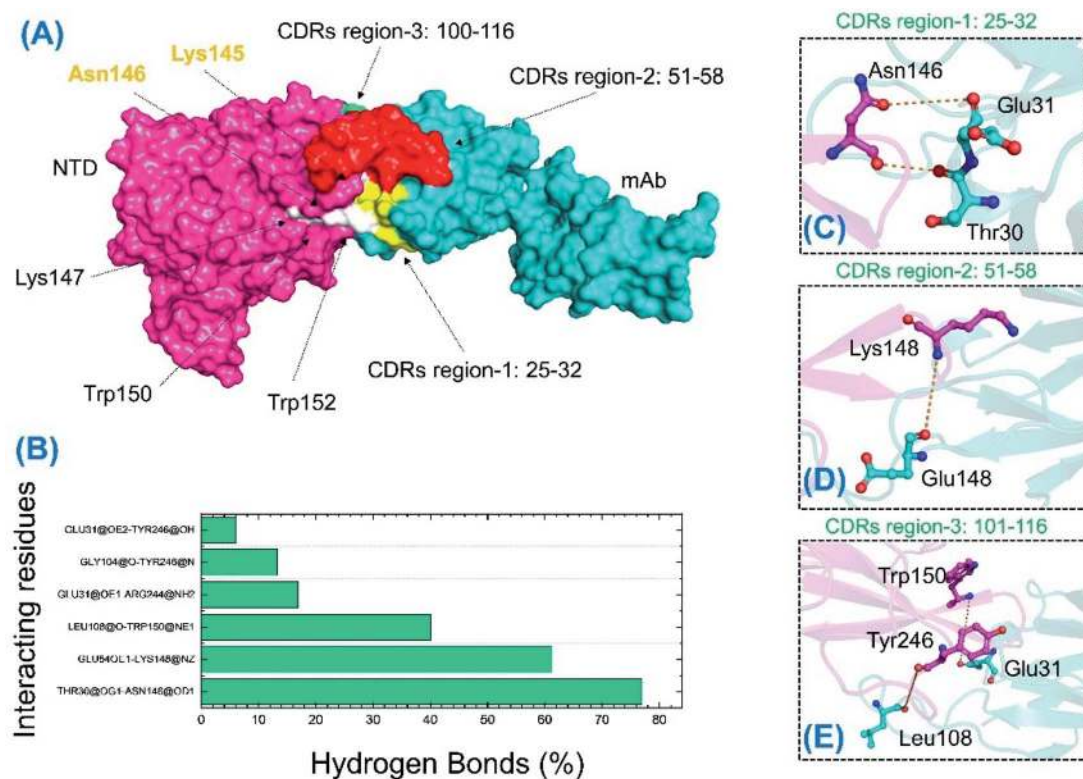 (A)
CDRs region-3: 100-116
Lys145
Asn146
CDRs region-2: 51-58
NTD
mAb
Lys147
CDRs region-1: 25-32
Trp150
Trp152
(B)
Interacting residues
GLU31@OE2-TYR246@OH
GLY104@O-TYR246@N
GLU31@OE1 ARG244@NH2
LEU108@O-TRP150@NE1
GLU54OE1-LYS148@NZ
THR30@OG1-ASN146@OD1
0 10 20 30 40 50 60 70 80
Hydrogen Bonds (%)
CDRs region-1: 25-32
Asn146
Glu31
Thr30
(C)
CDRs region-2: 51-58
Lys148
Glu148
(D)
CDRs region-3: 101-116
Trp150
Tyr246
Glu31
Leu108
(E)